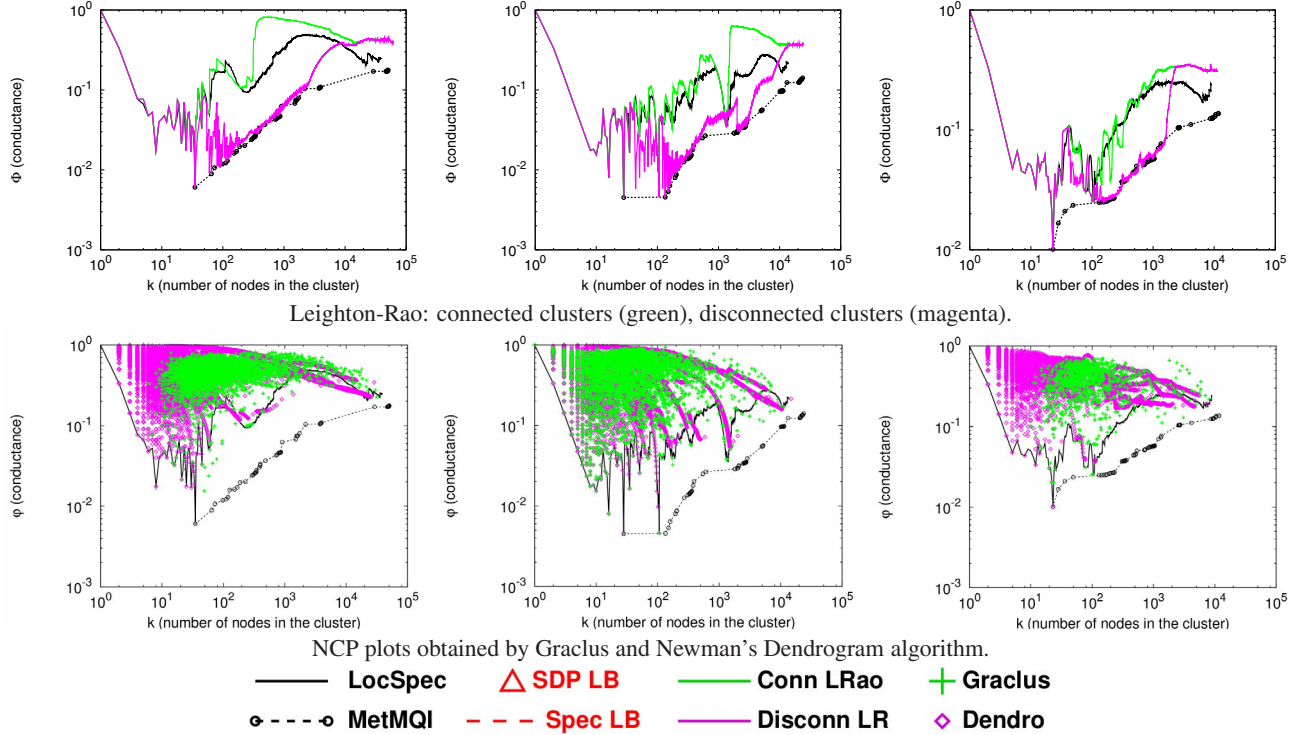 10^0
10^-1
10^-2
10^-3
Φ (conductance)
10^0 10^1 10^2 10^3 10^4 10^5
k (number of nodes in the cluster)
10^0
10^-1
10^-2
10^-3
Φ (conductance)
10^0 10^1 10^2 10^3 10^4 10^5
k (number of nodes in the cluster)
10^0
10^-1
10^-2
Φ (conductance)
10^0 10^1 10^2 10^3 10^4 10^5
k (number of nodes in the cluster)
Leighton-Rao: connected clusters (green), disconnected clusters (magenta).
10^0
10^-1
10^-2
10^-3
φ (conductance)
10^0 10^1 10^2 10^3 10^4 10^5
k (number of nodes in the cluster)
10^0
10^-1
10^-2
10^-3
φ (conductance)
10^0 10^1 10^2 10^3 10^4 10^5
k (number of nodes in the cluster)
10^0
10^-1
10^-2
10^-3
φ (conductance)
10^0 10^1 10^2 10^3 10^4 10^5
k (number of nodes in the cluster)
NCP plots obtained by Graclus and Newman's Dendrogram algorithm.
LocSpec SDP LB Conn LRao Graclus
MetMQI Spec LB Disconn LR Dendro